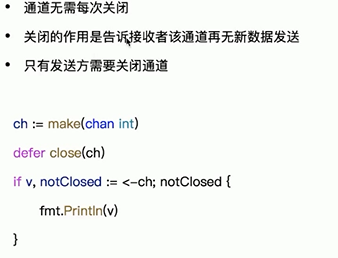 • 通道无需每次关闭
• 关闭的作用是告诉接收者该通道再无新数据发送
• 只有发送方需要关闭通道
ch := make(chan int)
defer close(ch)
if v, notClosed := <-ch; notClosed {
fmt.Println(v)
}